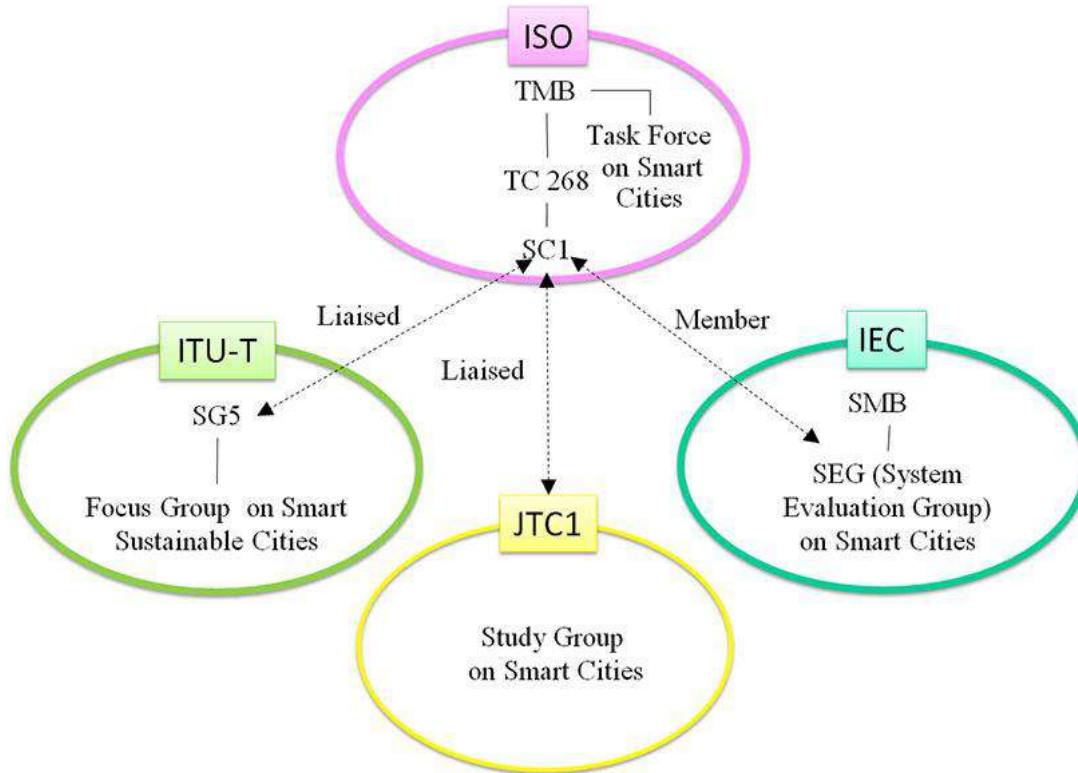 ISO
TMB
Task Force
on Smart
Cities
TC 268
SC1
Liaised
Liaised
Member
ITU-T
SG5
Focus Group on Smart
Sustainable Cities
IEC
SMB
SEG (System
Evaluation Group)
on Smart Cities
JTC1
Study Group
on Smart Cities